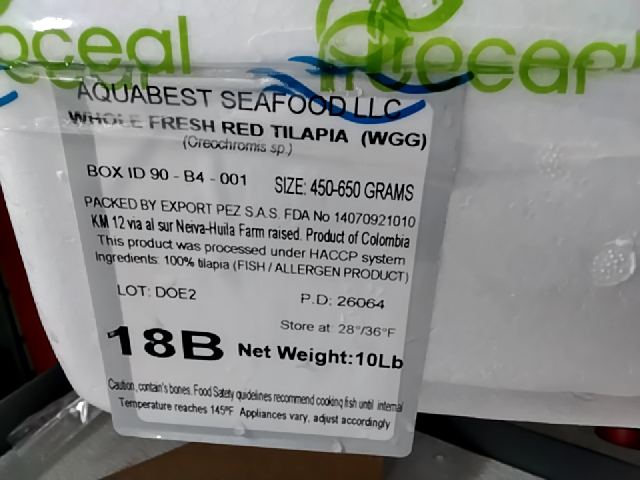 oceal
rocea
AQUABEST SEAFOOD LLC
WHOLE FRESH RED TILAPIA (WGG)
(Oreochromis sp.)
BOX ID 90 - B4 - 001 SIZE: 450-650 GRAMS
PACKED BY EXPORT PEZ S.A.S. FDA No 14070921010
KM 12 via al sur Neiva-Huila Farm raised. Product of Colombia
This product was processed under HACCP system
Ingredients: 100% tilapia (FISH / ALLERGEN PRODUCT)
LOT: DOE2 P.D: 26064
Store at: 28°/36°F
18B Net Weight:10Lb
Caution, contain's bones. Food Safety guidelines recommend cooking fish until internal
Temperature reaches 145°F Appliances vary, adjust accordingly